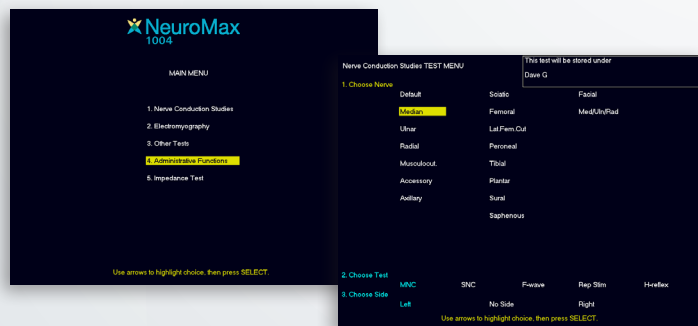 NeuroMax
1004
MAIN MENU
1. Nerve Conduction Studies
2. Electromyography
3. Other Tests
4. Administrative Functions
5. Impedance Test
Use arrows to highlight choice, then press SELECT.
Nerve Conduction Studies TEST MENU
This test will be stored under
Dave G
1. Choose Nerve
Default Sciatic Facial
Median Femoral Med/Uln/Rad
Ulnar Lat.Fem.Cut
Radial Peroneal
Musculocut. Tibial
Accessory Plantar
Axillary Sural
Saphenous
2. Choose Test
MNC SNC F-wave Rep Stim H-reflex
3. Choose Side
Left No Side Right
Use arrows to highlight choice, then press SELECT.